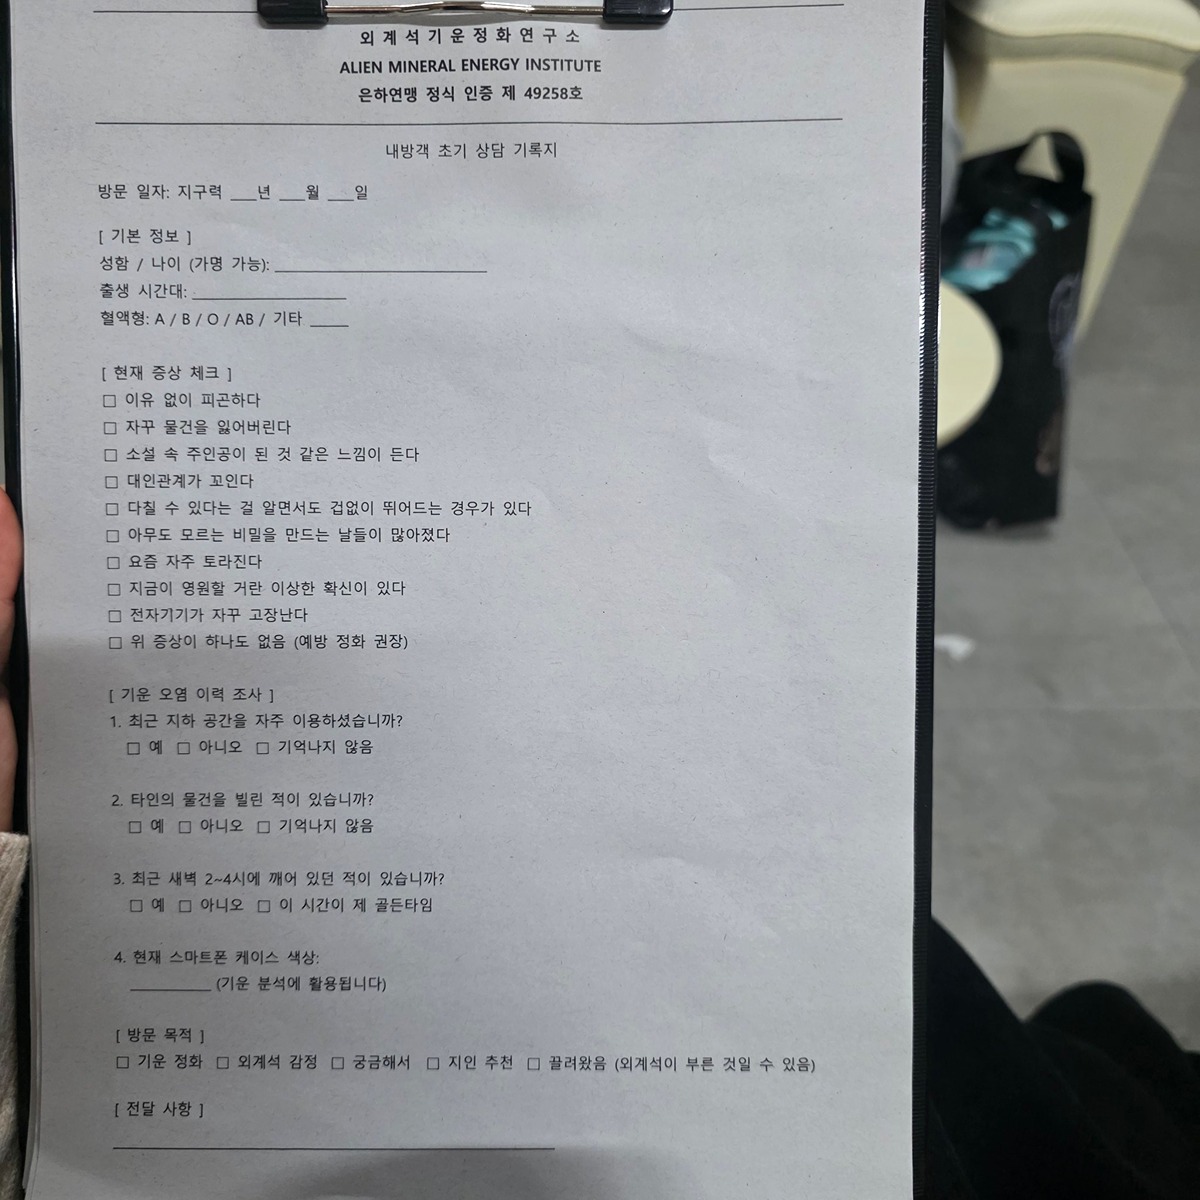 외 계 석 기 운 정 화 연 구 소
ALIEN MINERAL ENERGY INSTITUTE
은하연맹 정식 인증 제 49258호
내방객 초기 상담 기록지
방문 일자: 지구력 ___년 ___월 ___일
[ 기본 정보 ]
성함 / 나이 (가명 가능): _________________________
출생 시간대: __________________
혈액형: A / B / O / AB / 기타 ____
[ 현재 증상 체크 ]
□ 이유 없이 피곤하다
□ 자꾸 물건을 잃어버린다
□ 소설 속 주인공이 된 것 같은 느낌이 든다
□ 대인관계가 꼬인다
□ 다칠 수 있다는 걸 알면서도 겁없이 뛰어드는 경우가 있다
□ 아무도 모르는 비밀을 만드는 날들이 많아졌다
□ 요즘 자주 토라진다
□ 지금이 영원할 거란 이상한 확신이 있다
□ 전자기기가 자꾸 고장난다
□ 위 증상이 하나도 없음 (예방 정화 권장)
[ 기운 오염 이력 조사 ]
1. 최근 지하 공간을 자주 이용하셨습니까?
□ 예 □ 아니오 □ 기억나지 않음
2. 타인의 물건을 빌린 적이 있습니까?
□ 예 □ 아니오 □ 기억나지 않음
3. 최근 새벽 2~4시에 깨어 있던 적이 있습니까?
□ 예 □ 아니오 □ 이 시간이 제 골든타임
4. 현재 스마트폰 케이스 색상:
__________ (기운 분석에 활용됩니다)
[ 방문 목적 ]
□ 기운 정화 □ 외계석 감정 □ 궁금해서 □ 지인 추천 □ 끌려왔음 (외계석이 부른 것일 수 있음)
[ 전달 사항 ]